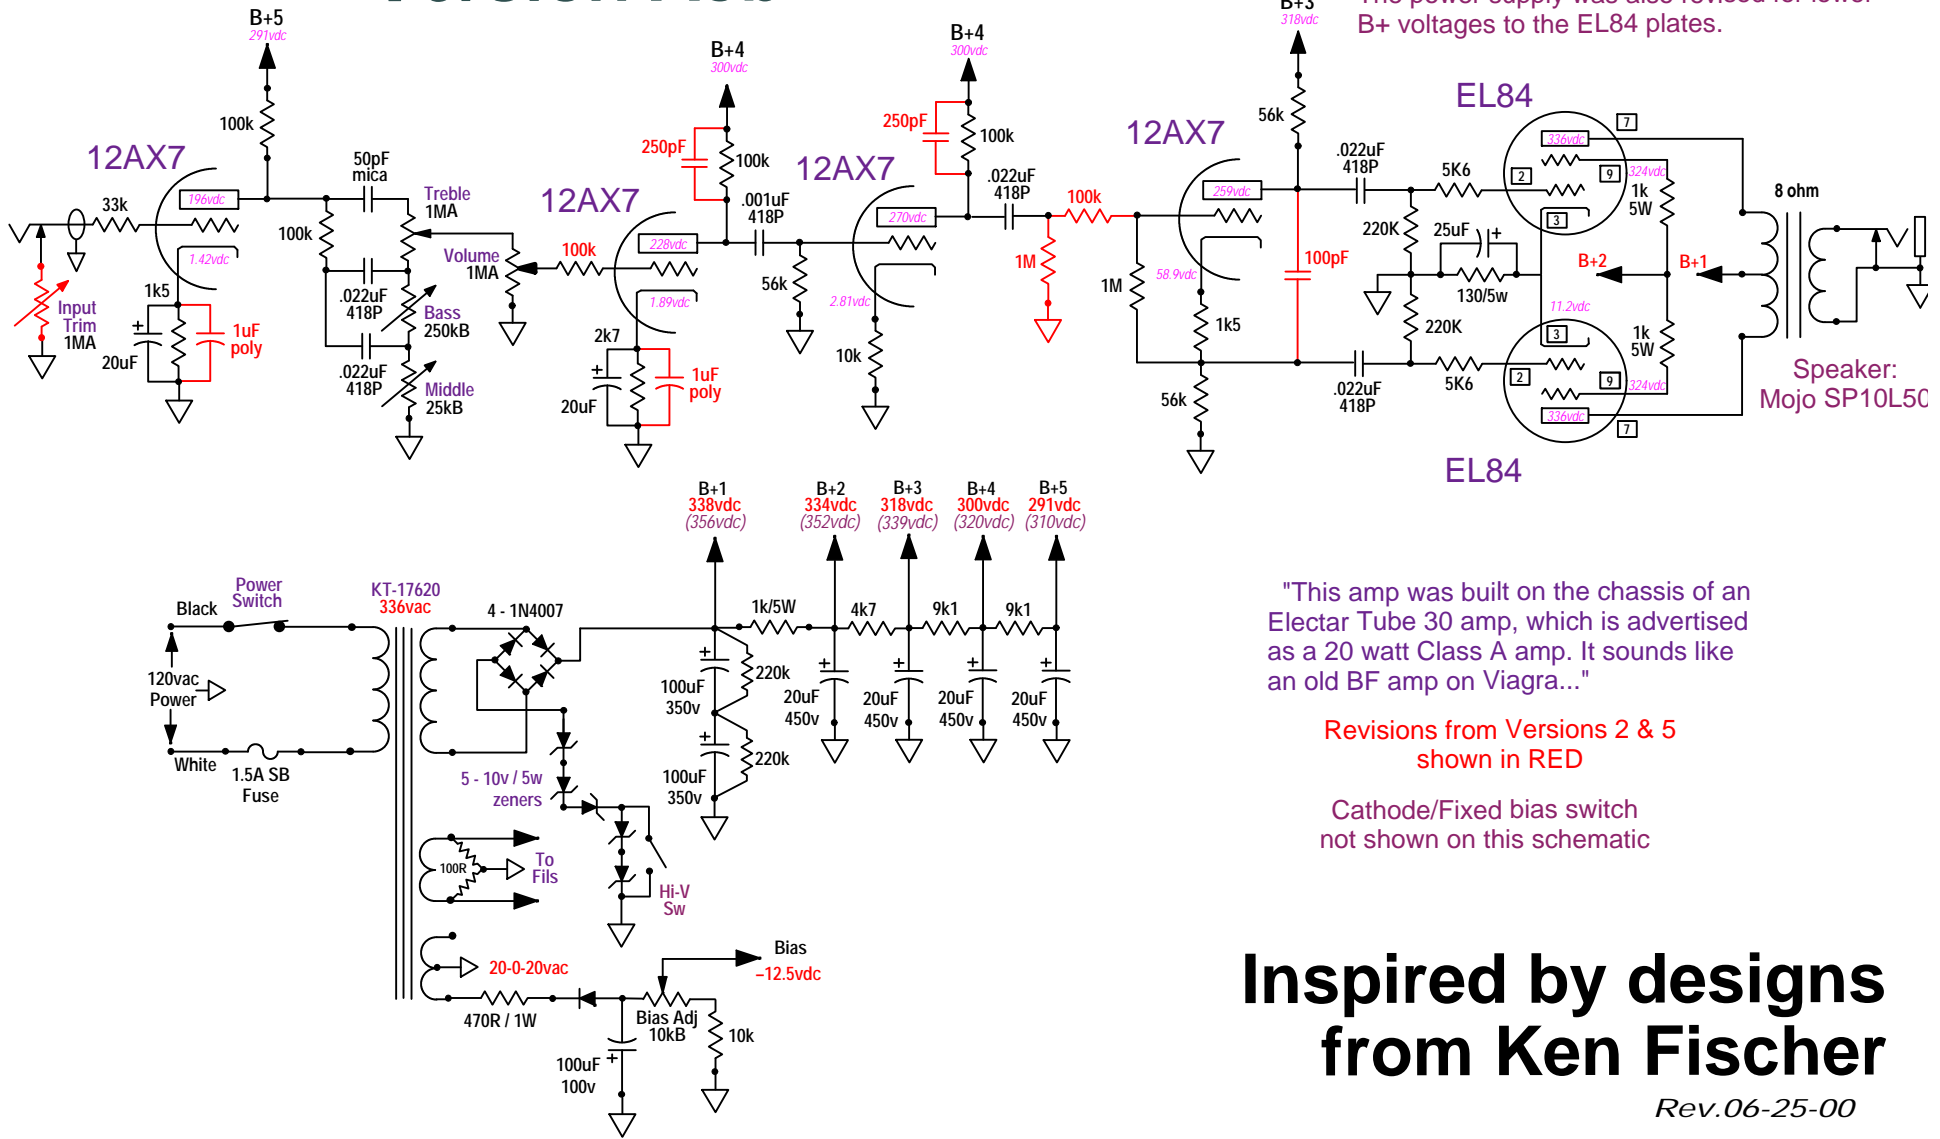 B+5
291vdc
B+4
300vdc
B+4
300vdc
B+3
318vdc
B+ voltages to the EL84 plates.
100k
12AX7
196vdc
33k
1.42vdc
1k5
+
20uF
1uF
poly
Input
Trim
1MA
50pF
mica
Treble
1MA
100k
.022uF
418P
Bass
250kB
.022uF
418P
Middle
25kB
Volume
1MA
12AX7
100k
228vdc
1.89vdc
2k7
+
20uF
1uF
poly
250pF
100k
.001uF
418P
56k
12AX7
270vdc
2.81vdc
10k
250pF
100k
.022uF
418P
100k
1M
1M
12AX7
259vdc
58.9vdc
1k5
56k
56k
100pF
.022uF
418P
.022uF
418P
5K6
220K
25uF
+
130/5w
220K
5K6
EL84
336vdc
7
2
9
3
324vdc
1k
5W
B+2
B+1
11.2vdc
3
2
9
324vdc
336vdc
7
1k
5W
EL84
8 ohm
Speaker:
Mojo SP10L50
B+1
338vdc
(356vdc)
B+2
334vdc
(352vdc)
B+3
318vdc
(339vdc)
B+4
300vdc
(320vdc)
B+5
291vdc
(310vdc)
Power
Switch
Black
120vac
Power
White
1.5A SB
Fuse
KT-17620
336vac
4 - 1N4007
1k/5W
4k7
9k1
9k1
+
100uF
350v
220k
+
100uF
350v
220k
+
20uF
450v
+
20uF
450v
+
20uF
450v
+
20uF
450v
5 - 10v / 5w
zeners
Hi-V
Sw
100R
To
Fils
20-0-20vac
470R / 1W
Bias
–12.5vdc
Bias Adj
10kB
10k
100uF
+
100v
"This amp was built on the chassis of an
Electar Tube 30 amp, which is advertised
as a 20 watt Class A amp. It sounds like
an old BF amp on Viagra..."
Revisions from Versions 2 & 5
shown in RED
Cathode/Fixed bias switch
not shown on this schematic
Inspired by designs
from Ken Fischer
Rev.06-25-00